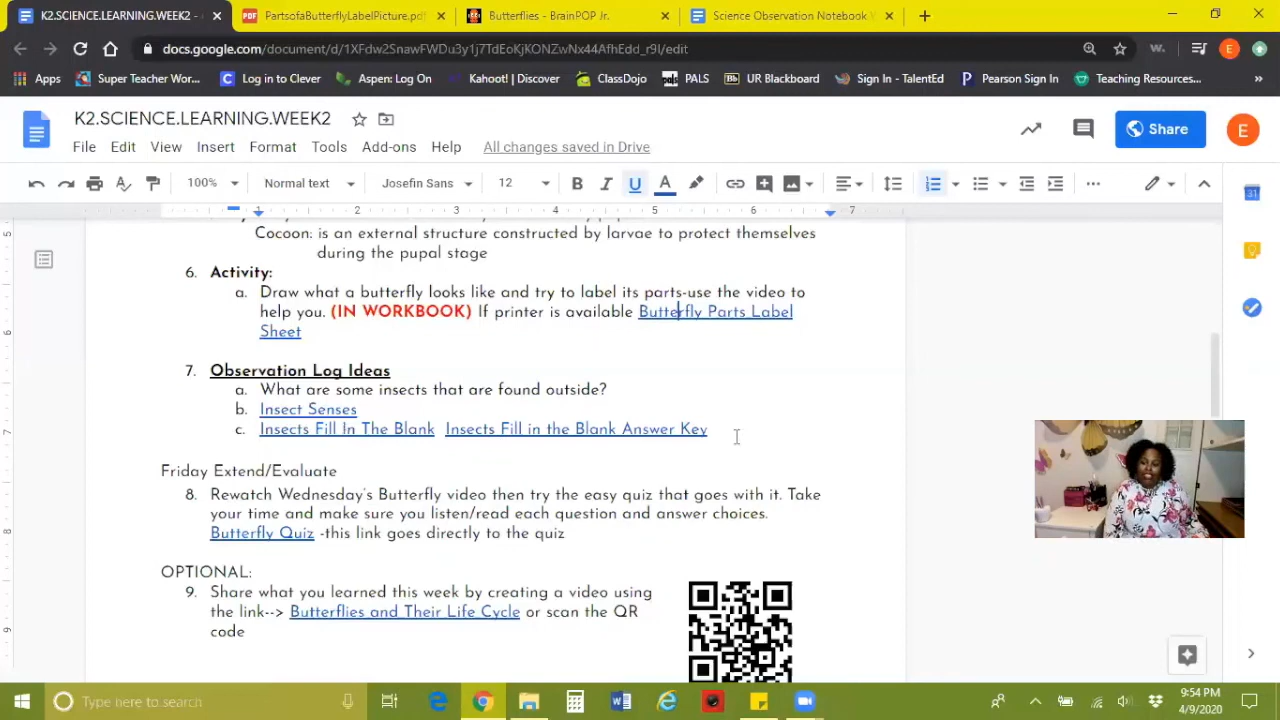 K2.SCIENCE.LEARNING.WEEK2 - PartsofaButterflyLabelPicture.pdf Butterflies - BrainPOP Jr. Science Observation Notebook.W
docs.google.com/document/d/1XFdw2SnawFWDu3y1j7TdEoKjKONZwNx44AfhEdd_r9I/edit
Apps Super Teacher Wor... Log in to Clever Aspen: Log On Kahoot! | Discover ClassDojo PALS UR Blackboard Sign In - TalentEd Pearson Sign In Teaching Resources... »
K2.SCIENCE.LEARNING.WEEK2
Share E
File Edit View Insert Format Tools Add-ons Help All changes saved in Drive
100% Normal text Josefin Sans 12 B I U A
1 2 3 4 5 6 7
Cocoon: is an external structure constructed by larvae to protect themselves
during the pupal stage
6. Activity:
a. Draw what a butterfly looks like and try to label its parts-use the video to
help you. (IN WORKBOOK) If printer is available Butterfly Parts Label
Sheet
7. Observation Log Ideas
a. What are some insects that are found outside?
b. Insect Senses
c. Insects Fill In The Blank Insects Fill in the Blank Answer Key
Friday Extend/Evaluate
8. Rewatch Wednesday's Butterfly video then try the easy quiz that goes with it. Take
your time and make sure you listen/read each question and answer choices.
Butterfly Quiz -this link goes directly to the quiz
OPTIONAL:
9. Share what you learned this week by creating a video using
the link--> Butterflies and Their Life Cycle or scan the QR
code
Type here to search
9:54 PM
4/9/2020